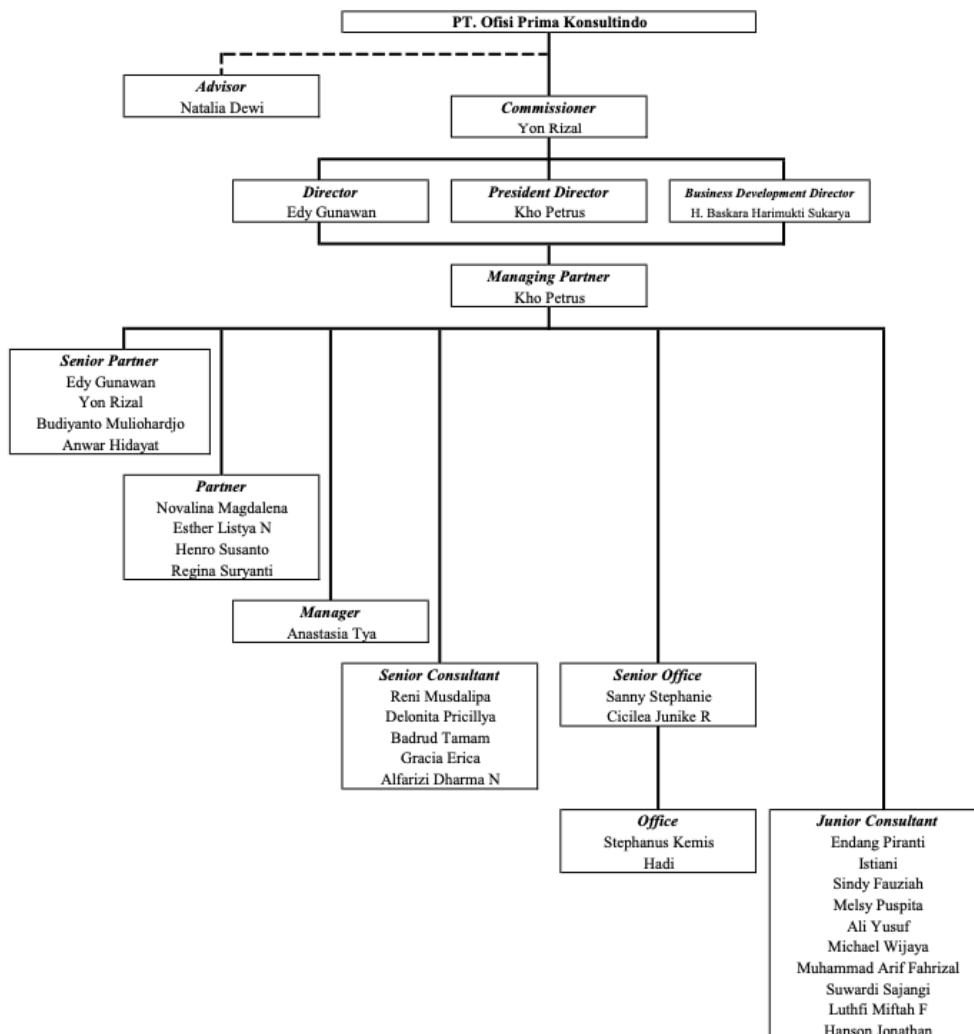 PT. Ofisi Prima Konsultindo
Advisor
Natalia Dewi
Commissioner
Yon Rizal
Director
Edy Gunawan
President Director
Kho Petrus
Business Development Director
H. Baskara Harimukti Sukarya
Managing Partner
Kho Petrus
Senior Partner
Edy Gunawan
Yon Rizal
Budiyanto Muliohardjo
Anwar Hidayat
Partner
Novalina Magdalena
Esther Listya N
Henro Susanto
Regina Suryanti
Manager
Anastasia Tya
Senior Consultant
Reni Musdalipa
Delonita Pricillya
Badrud Tamam
Gracia Erica
Alfarizi Dharma N
Senior Office
Sanny Stephanie
Cicilea Junike R
Office
Stephanus Kemis
Hadi
Junior Consultant
Endang Piranti
Istiani
Sindy Fauziah
Melsy Puspita
Ali Yusuf
Michael Wijaya
Muhammad Arif Fahrizal
Suwardi Sajangi
Luthfi Miftah F
Hanson Jonathan